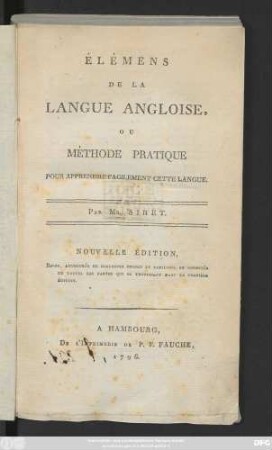 ÉLÉMENS
DE LA
LANGUE ANGLOISE,
OU
MÉTHODE PRATIQUE
POUR APPRENDRE FACILEMENT CETTE LANGUE.
PAR MR. SIRET.
NOUVELLE ÉDITION,
A HAMBOURG,
DE L'IMPRIMERIE DE P. F. FAUCHE,
1796.